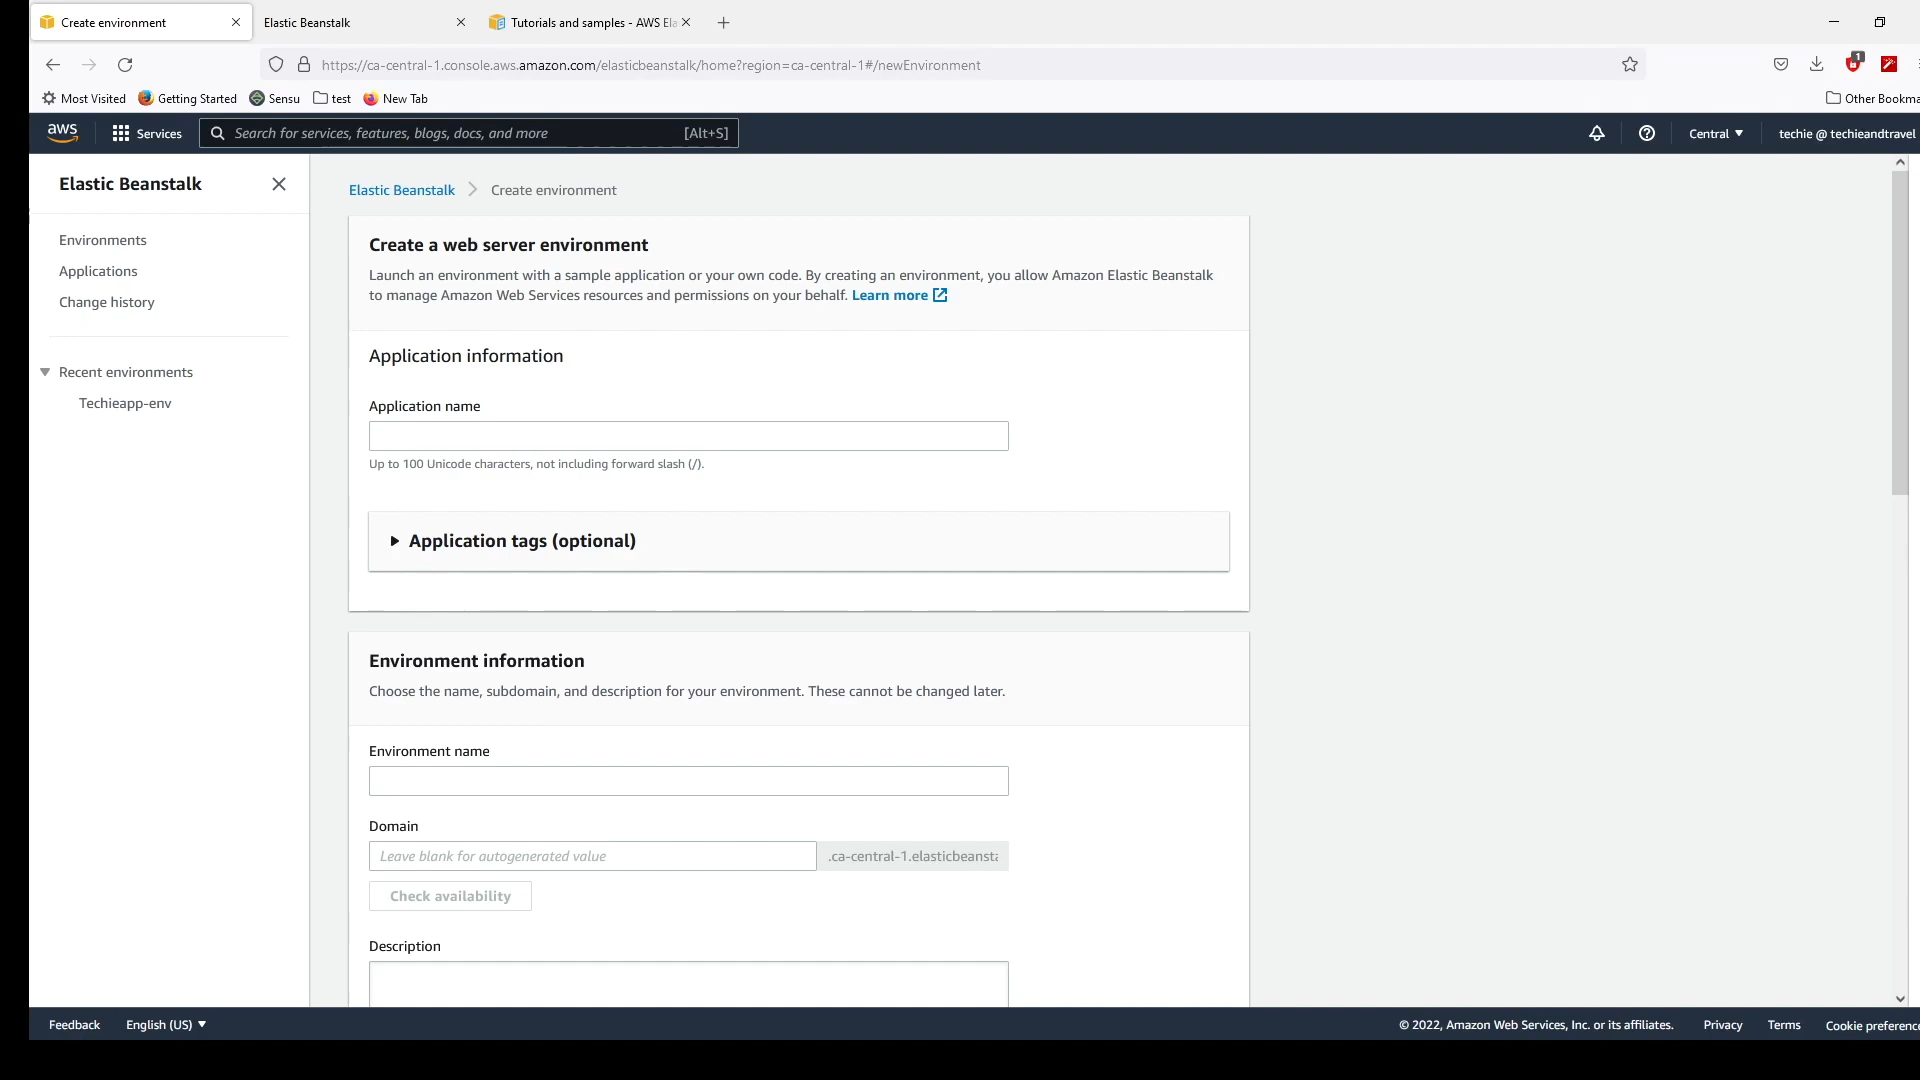 Create environment
Elastic Beanstalk
Tutorials and samples - AWS Ela
https://ca-central-1.console.aws.amazon.com/elasticbeanstalk/home?region=ca-central-1#/newEnvironment
1
Most Visited
Getting Started
Sensu
test
New Tab
Other Bookma
aws
Services
Search for services, features, blogs, docs, and more
[Alt+S]
Central
techie @ techieandtravel
Elastic Beanstalk
Environments
Applications
Change history
Recent environments
Techieapp-env
Elastic Beanstalk
Create environment
Create a web server environment
Launch an environment with a sample application or your own code. By creating an environment, you allow Amazon Elastic Beanstalk
to manage Amazon Web Services resources and permissions on your behalf. Learn more
Application information
Application name
Up to 100 Unicode characters, not including forward slash (/).
Application tags (optional)
Environment information
Choose the name, subdomain, and description for your environment. These cannot be changed later.
Environment name
Domain
Leave blank for autogenerated value
.ca-central-1.elasticbeansta
Check availability
Description
Feedback
English (US)
© 2022, Amazon Web Services, Inc. or its affiliates.
Privacy
Terms
Cookie preference